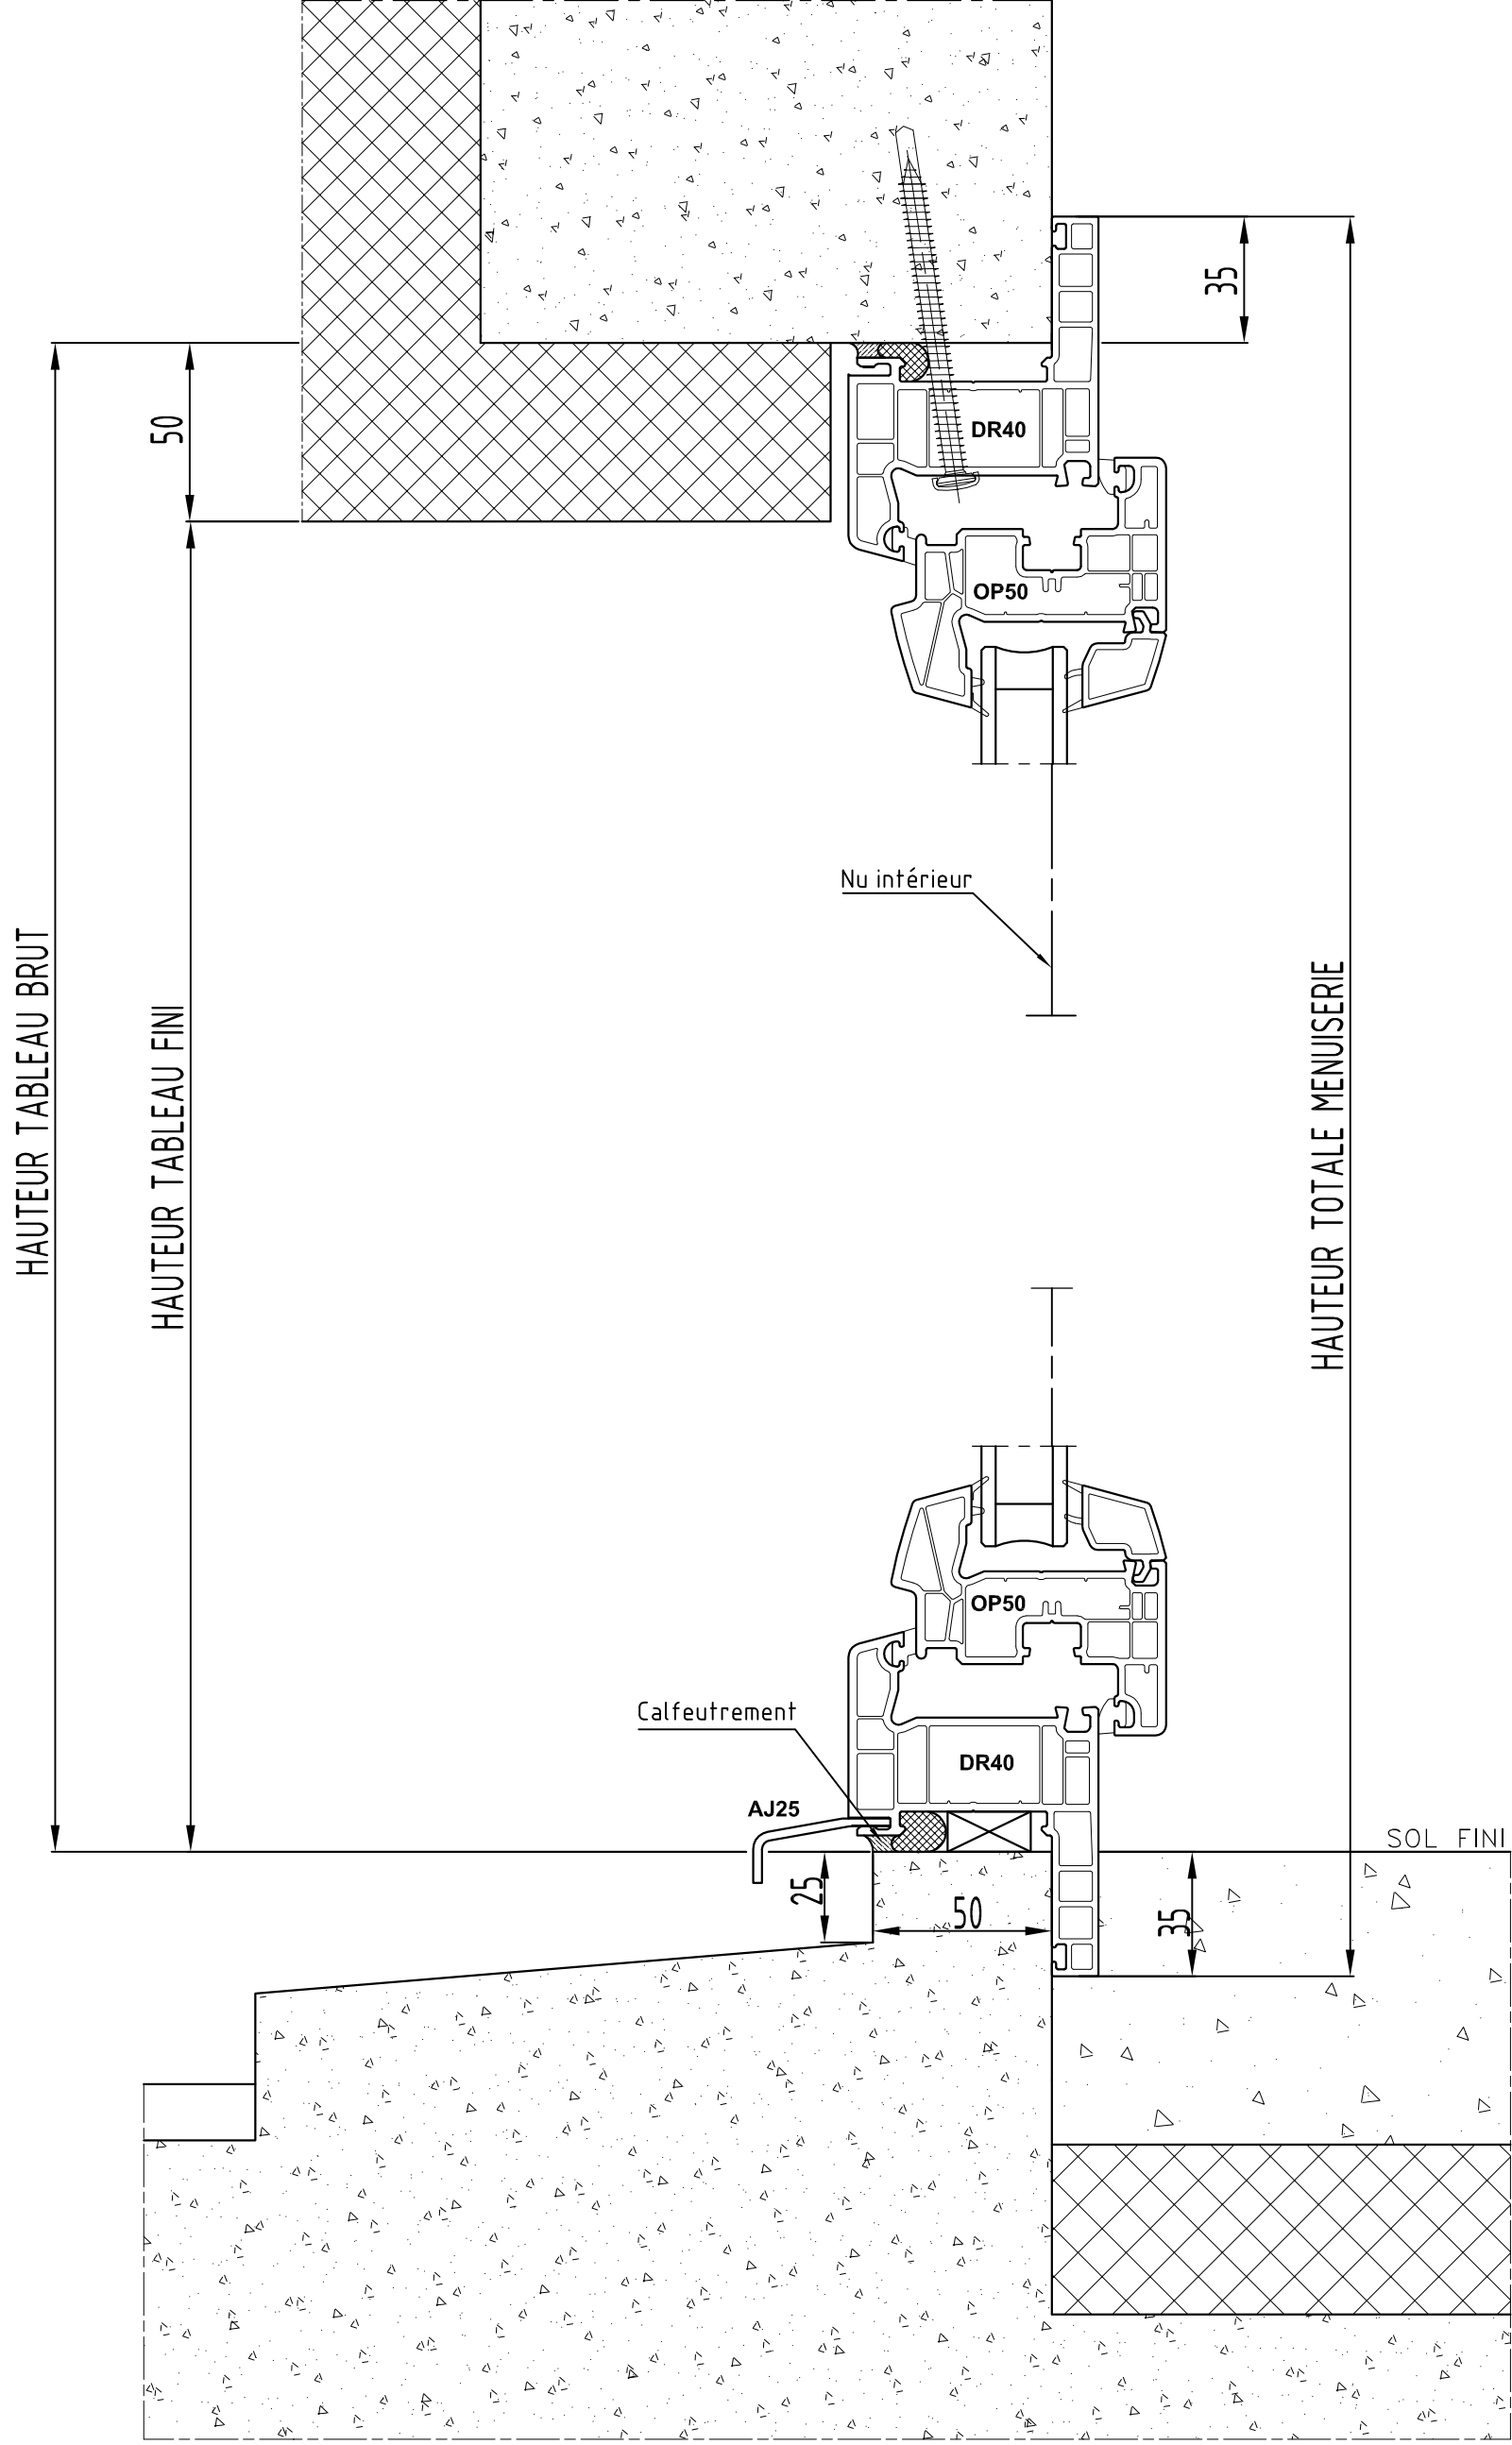 35
50
DR40
OP50
Nu intérieur
HAUTEUR TABLEAU BRUT
HAUTEUR TABLEAU FINI
HAUTEUR TOTALE MENUISERIE
OP50
Calfeutrement
DR40
AJ25
SOL FINI
25
50
35